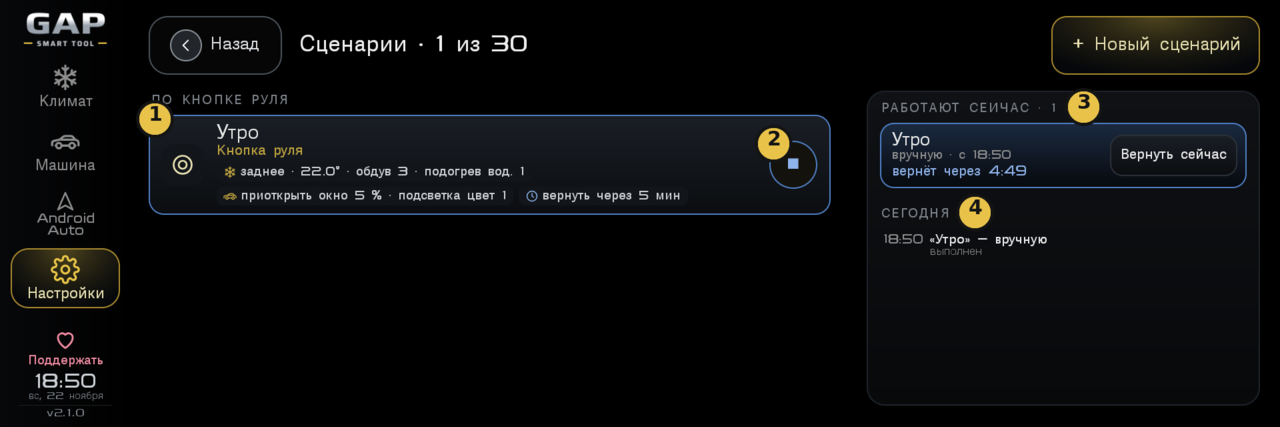 GAP
SMART TOOL
Климат
Машина
Android
Auto
Настройки
Поддержать
18:50
вс, 22 ноября
v2.1.0
Назад
Сценарии · 1 из 30
+ Новый сценарий
ПО КНОПКЕ РУЛЯ
1
Утро
Кнопка руля
заднее · 22.0° · обдув 3 · подогрев вод. 1
приоткрыть окно 5 % · подсветка цвет 1
вернуть через 5 мин
2
РАБОТАЮТ СЕЙЧАС · 1
3
Утро
вручную · с 18:50
вернёт через 4:49
Вернуть сейчас
СЕГОДНЯ
4
18:50 «Утро» — вручную
выполнен